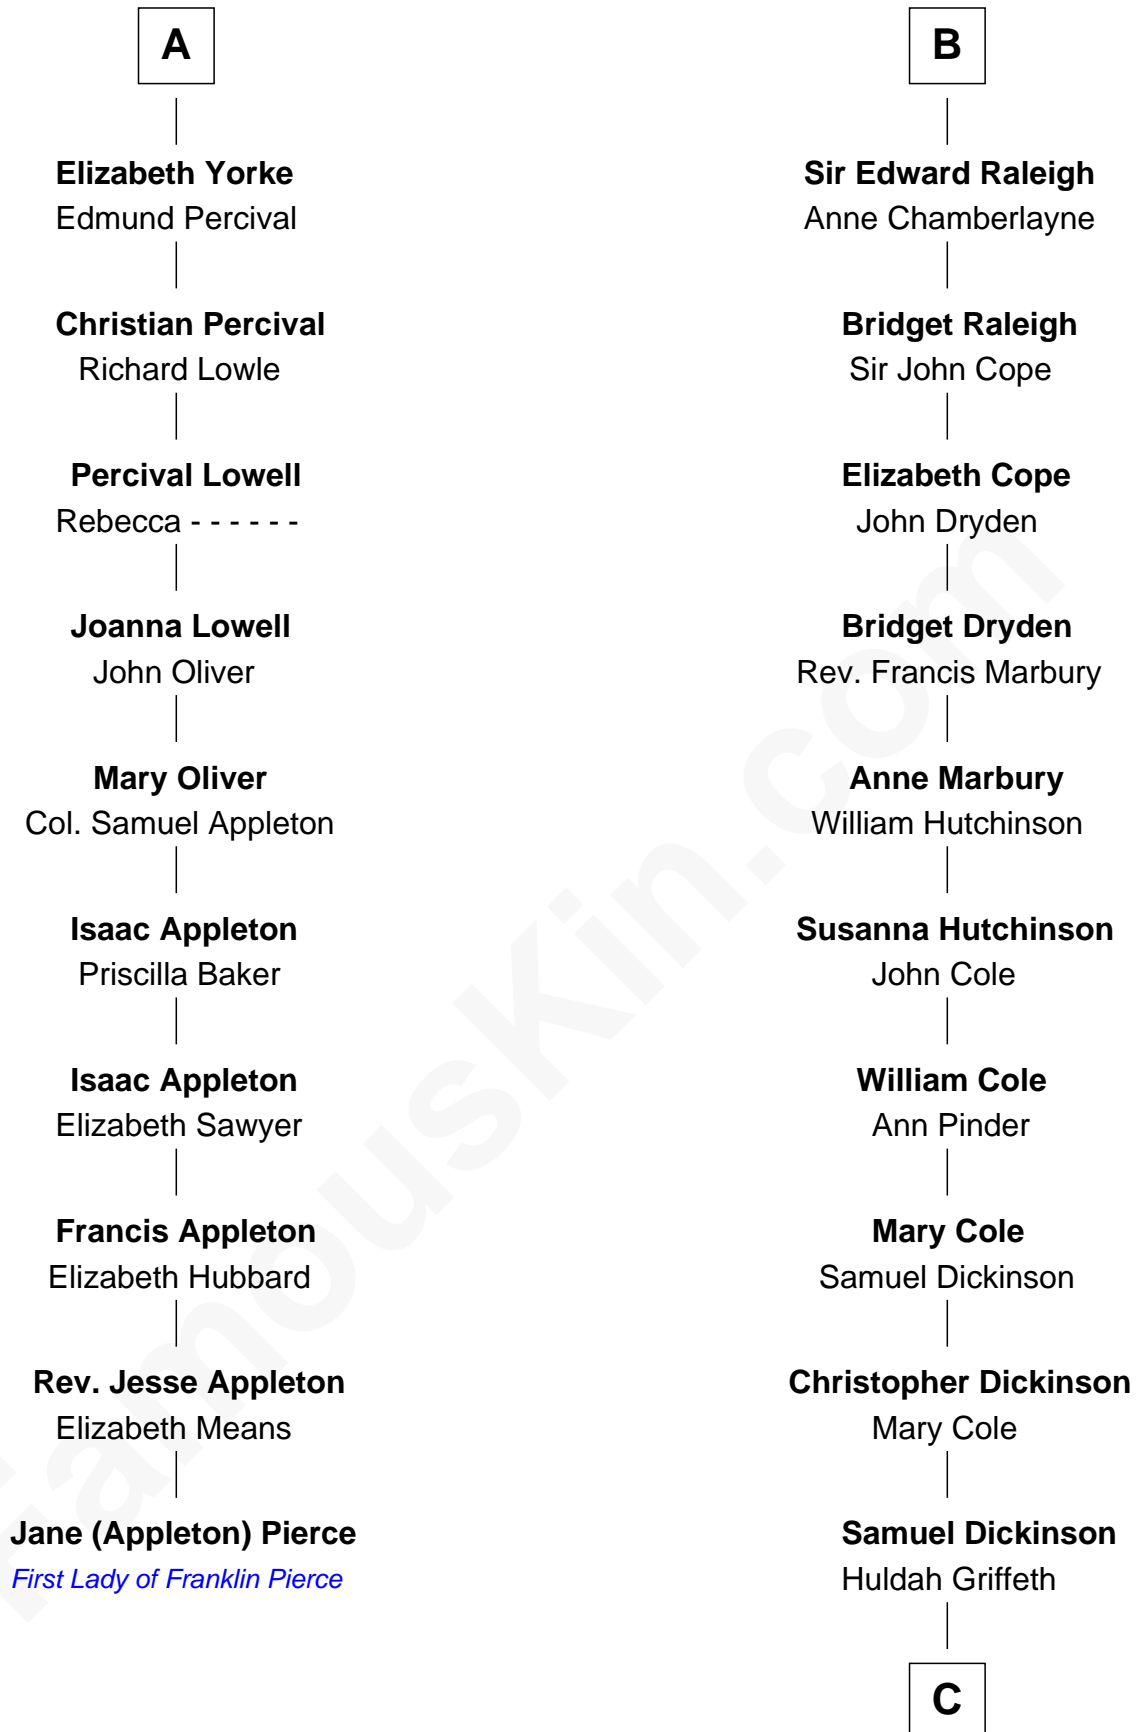 A
Elizabeth Yorke
Edmund Percival
Christian Percival
Richard Lowle
Percival Lowell
Rebecca - - - - - -
Joanna Lowell
John Oliver
Mary Oliver
Col. Samuel Appleton
Isaac Appleton
Priscilla Baker
Isaac Appleton
Elizabeth Sawyer
Francis Appleton
Elizabeth Hubbard
Rev. Jesse Appleton
Elizabeth Means
Jane (Appleton) Pierce
First Lady of Franklin Pierce
B
Sir Edward Raleigh
Anne Chamberlayne
Bridget Raleigh
Sir John Cope
Elizabeth Cope
John Dryden
Bridget Dryden
Rev. Francis Marbury
Anne Marbury
William Hutchinson
Susanna Hutchinson
John Cole
William Cole
Ann Pinder
Mary Cole
Samuel Dickinson
Christopher Dickinson
Mary Cole
Samuel Dickinson
Huldah Griffeth
C
FamousKin.com